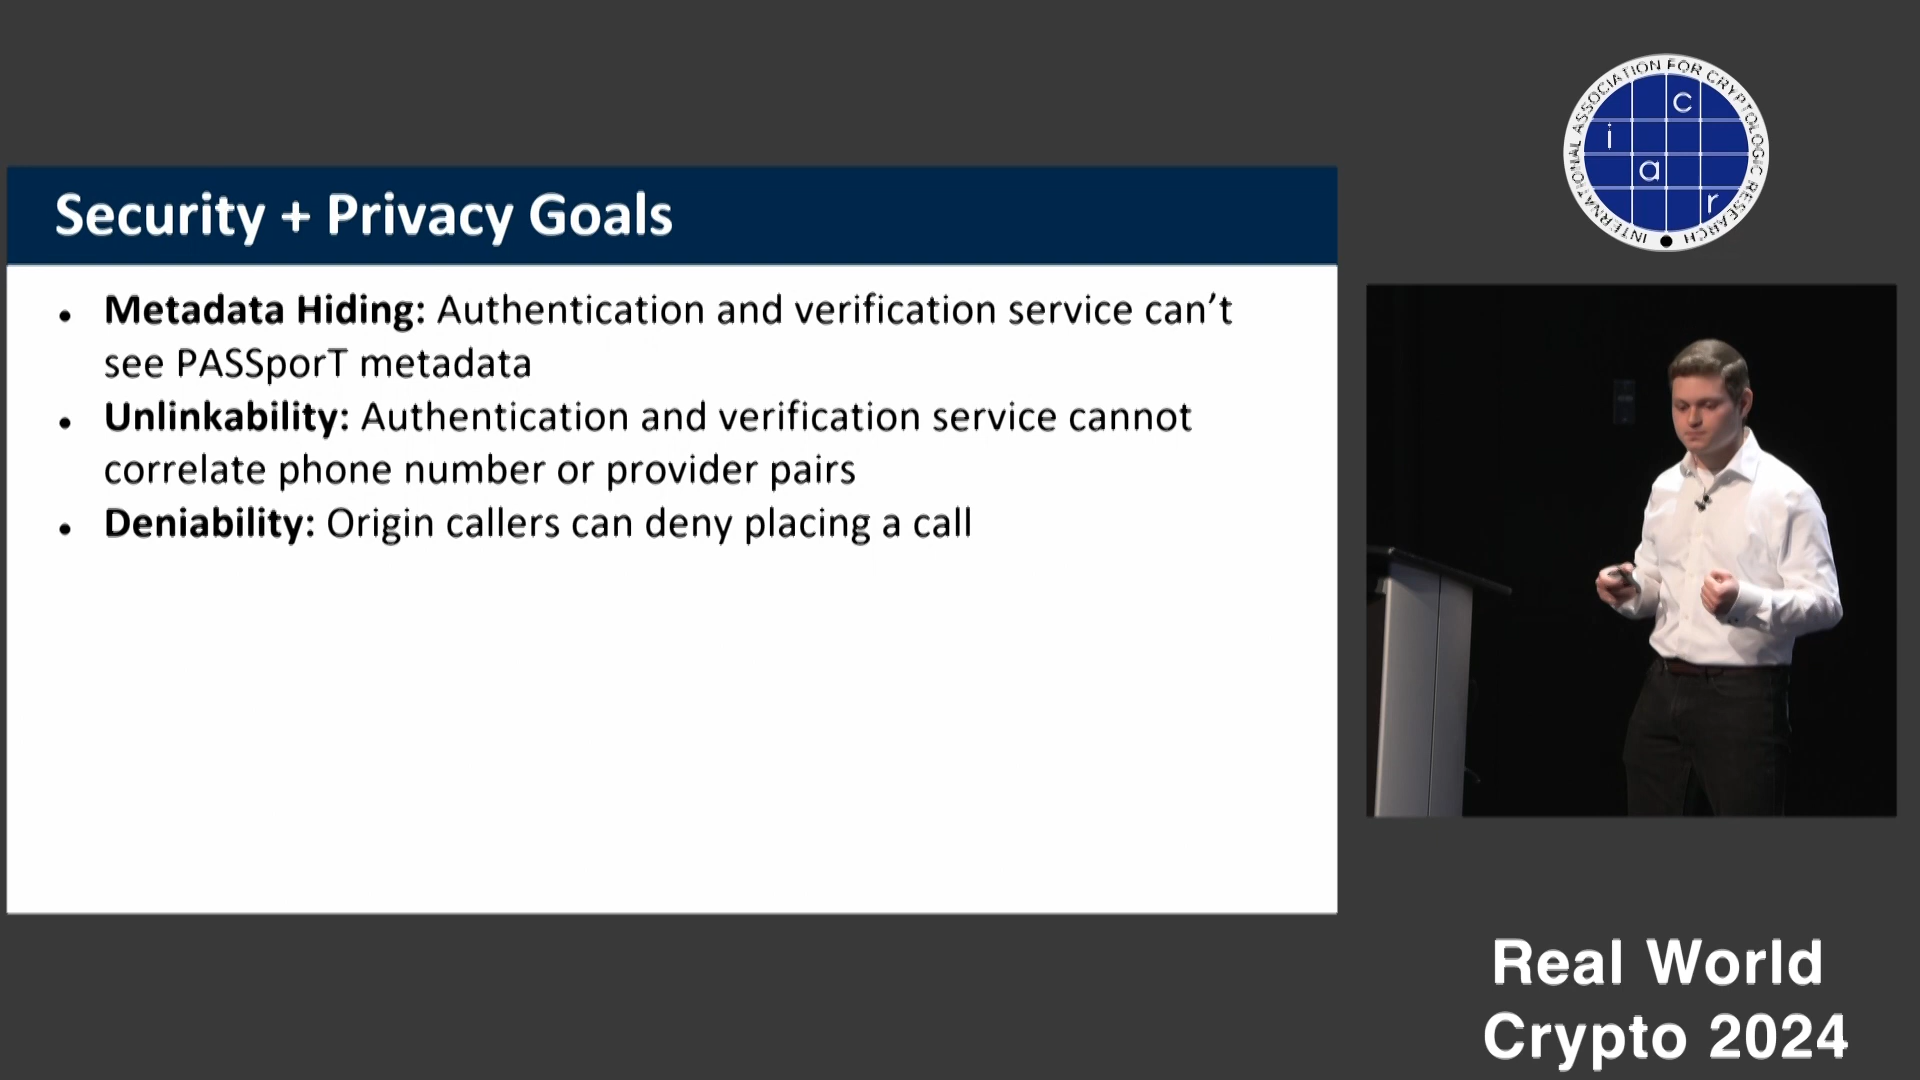 INTERNATIONAL ASSOCIATION FOR CRYPTOLOGIC RESEARCH
c
i
a
r
Security + Privacy Goals
• Metadata Hiding: Authentication and verification service can’t
see PASSporT metadata
• Unlinkability: Authentication and verification service cannot
correlate phone number or provider pairs
• Deniability: Origin callers can deny placing a call
Real World
Crypto 2024